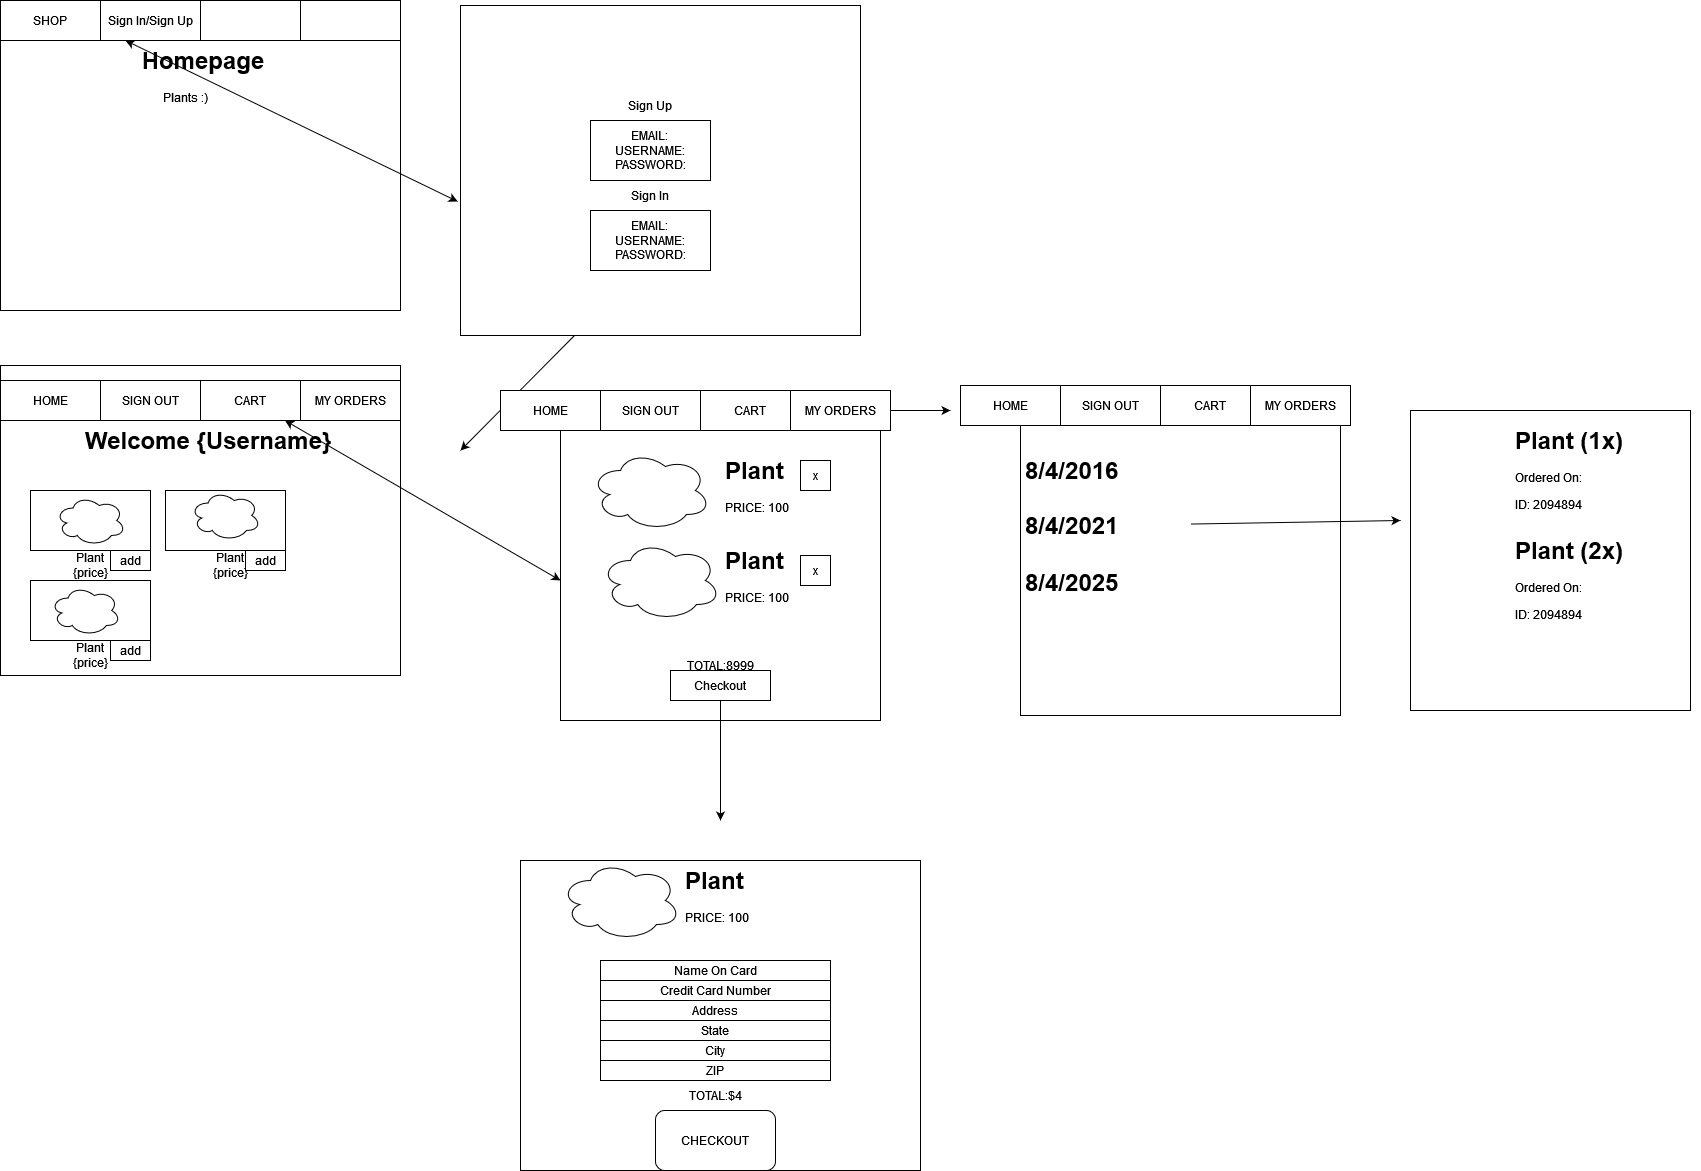 SHOP
Sign In/Sign Up
Homepage
Plants :)
Sign Up
EMAIL:
USERNAME:
PASSWORD:
Sign In
EMAIL:
USERNAME:
PASSWORD:
HOME
SIGN OUT
CART
MY ORDERS
Welcome {Username}
Plant
{price}
add
Plant
{price}
add
Plant
{price}
add
HOME
SIGN OUT
CART
MY ORDERS
Plant
x
PRICE: 100
Plant
x
PRICE: 100
TOTAL:8999
Checkout
HOME
SIGN OUT
CART
MY ORDERS
8/4/2016
8/4/2021
8/4/2025
Plant (1x)
Ordered On:
ID: 2094894
Plant (2x)
Ordered On:
ID: 2094894
Plant
PRICE: 100
Name On Card
Credit Card Number
Address
State
City
ZIP
TOTAL:$4
CHECKOUT